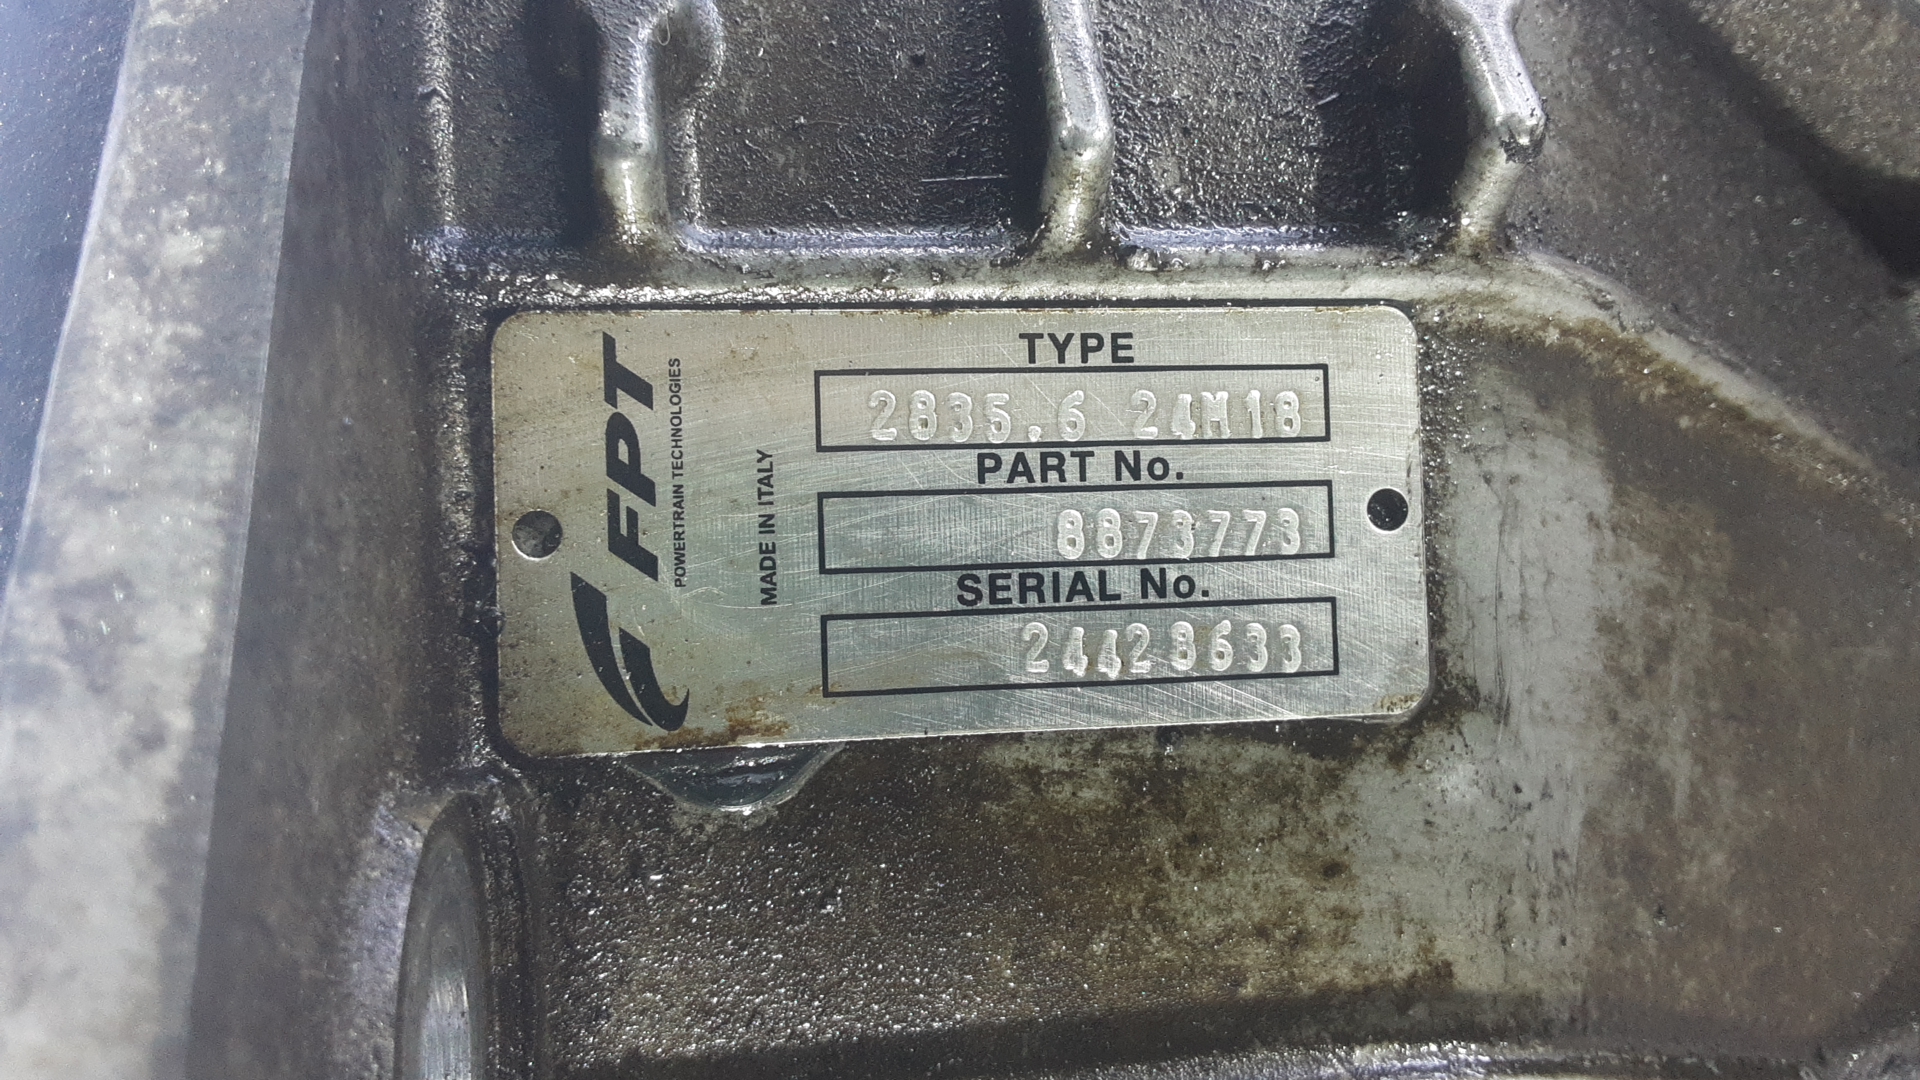 FPT
POWERTRAIN TECHNOLOGIES
MADE IN ITALY
TYPE
2835.6 24M18
PART No.
8873773
SERIAL No.
24428633